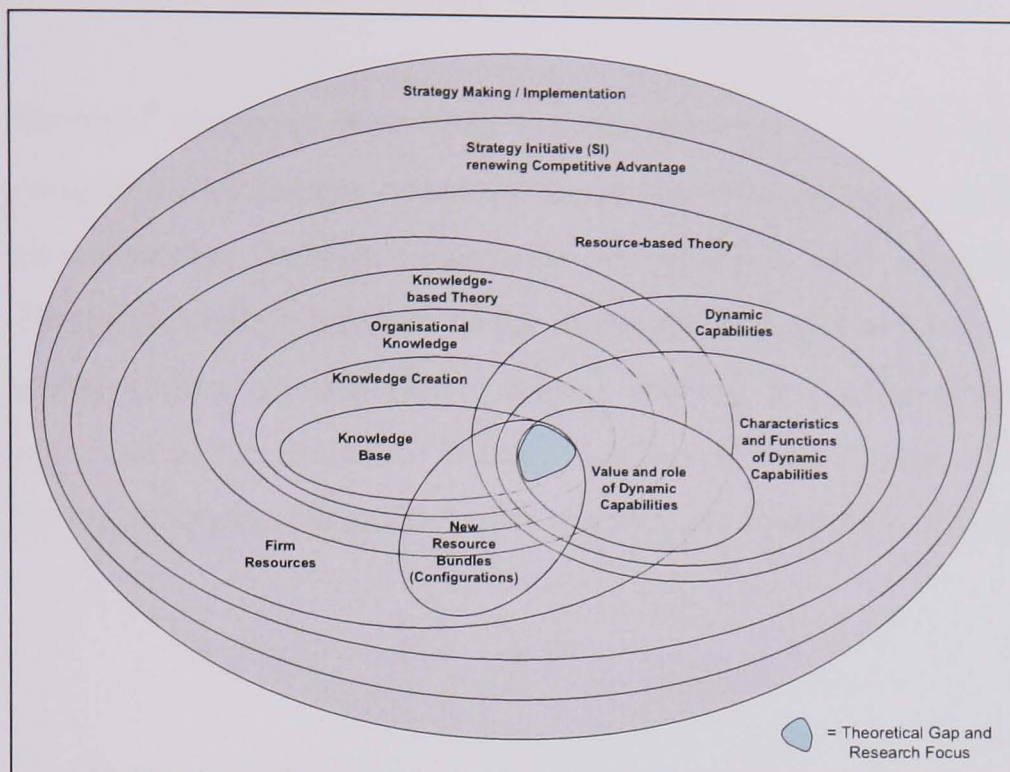 Strategy Making / Implementation
Strategy Initiative (SI)
renewing Competitive Advantage
Resource-based Theory
Knowledge-
based Theory
Dynamic
Capabilities
Organisational
Knowledge
Knowledge Creation
Knowledge
Base
Characteristics
and Functions
of Dynamic
Capabilities
Value and role
of Dynamic
Capabilities
New
Resource
Bundles
(Configurations)
Firm
Resources
= Theoretical Gap and
Research Focus